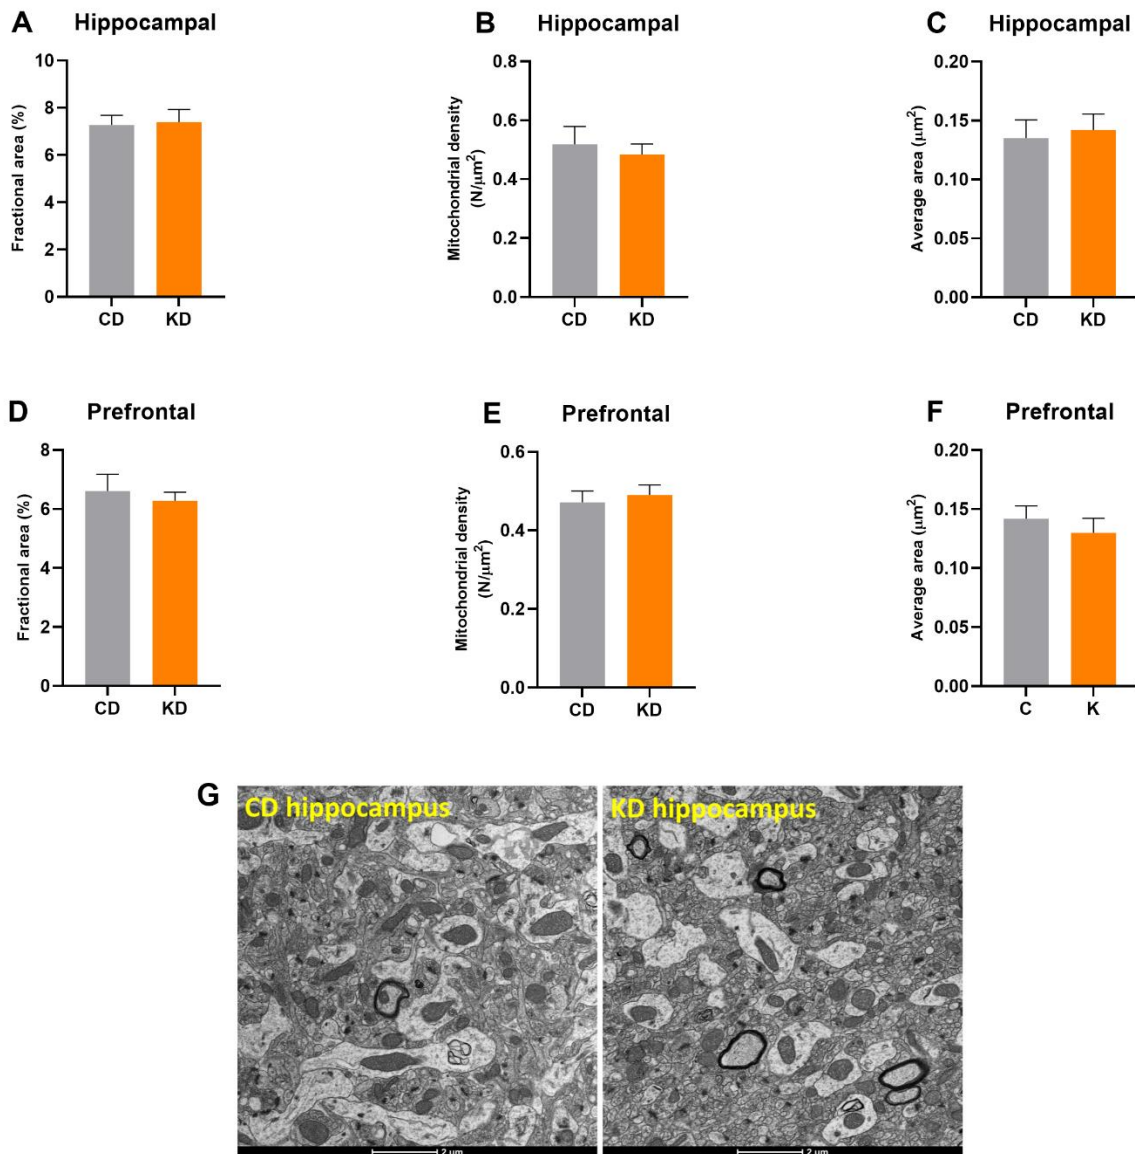 A Hippocampal
Fractional area (%)
10
8
6
4
2
0
CD KD
B Hippocampal
Mitochondrial density
(N/μm²)
0.8
0.6
0.4
0.2
0.0
CD KD
C Hippocampal
Average area (μm²)
0.20
0.15
0.10
0.05
0.00
CD KD
D Prefrontal
Fractional area (%)
8
6
4
2
0
CD KD
E Prefrontal
Mitochondrial density
(N/μm²)
0.6
0.4
0.2
0.0
CD KD
F Prefrontal
Average area (μm²)
0.20
0.15
0.10
0.05
0.00
C K
G
CD hippocampus
2 μm
KD hippocampus
2 μm